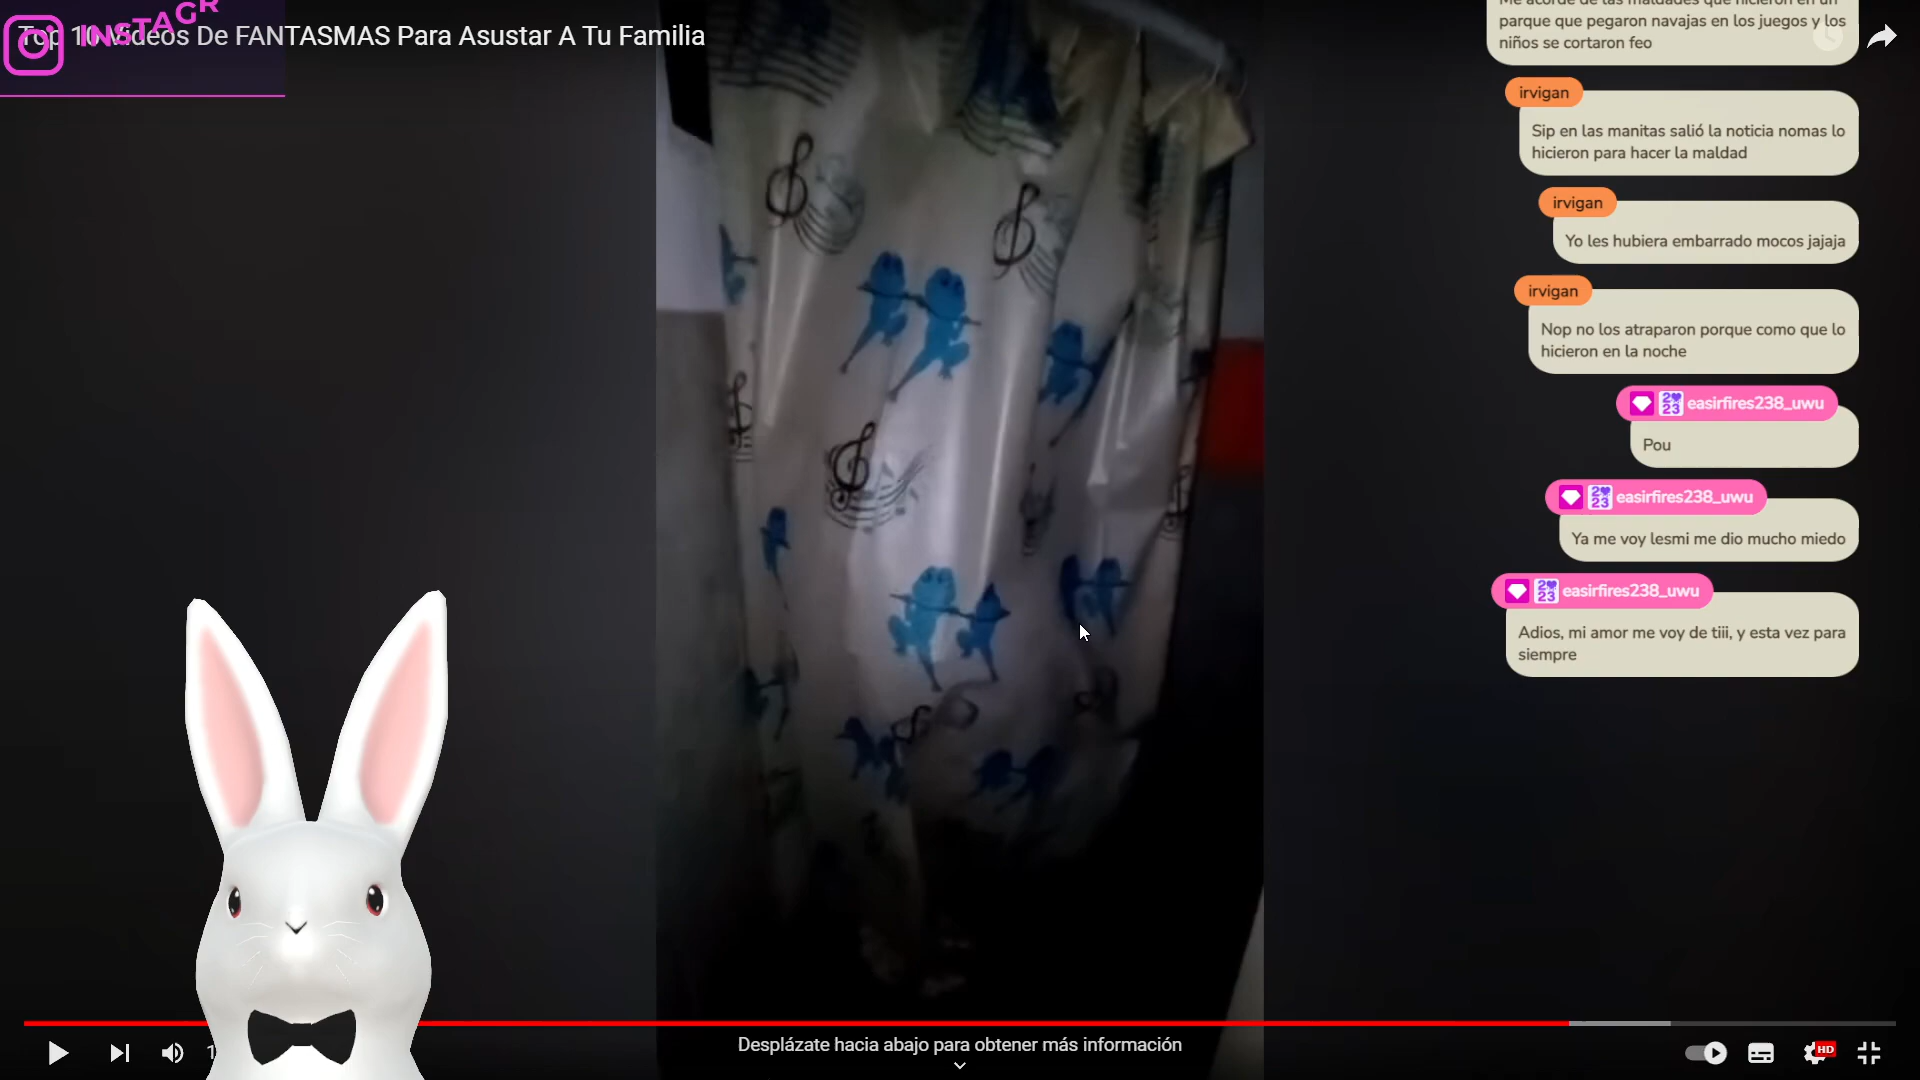 INSTAGR
Top 10 Videos De FANTASMAS Para Asustar A Tu Familia
parque que pegaron navajas en los juegos y los
niños se cortaron feo
irvigan
Sip en las manitas salió la noticia nomas lo
hicieron para hacer la maldad
irvigan
Yo les hubiera embarrado mocos jajaja
irvigan
Nop no los atraparon porque como que lo
hicieron en la noche
easirfires238_uwu
Pou
easirfires238_uwu
Ya me voy lesmi me dio mucho miedo
easirfires238_uwu
Adios, mi amor me voy de tiii, y esta vez para
siempre
Desplázate hacia abajo para obtener más información
HD